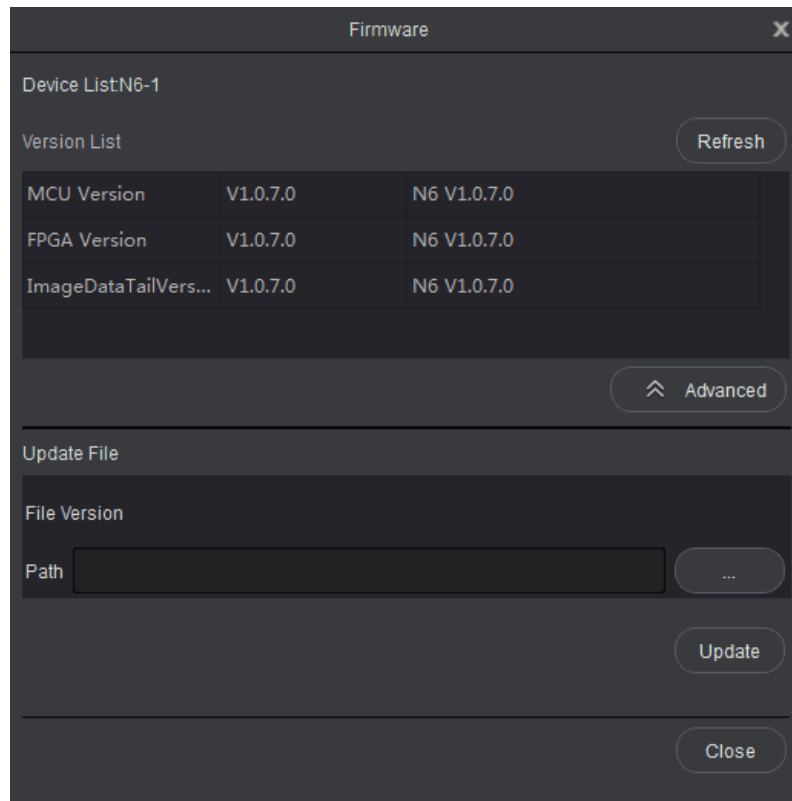 Firmware
Device List:N6-1
Version List
Refresh
MCU Version V1.0.7.0 N6 V1.0.7.0
FPGA Version V1.0.7.0 N6 V1.0.7.0
ImageDataTailVers... V1.0.7.0 N6 V1.0.7.0
Advanced
Update File
File Version
Path ...
Update
Close